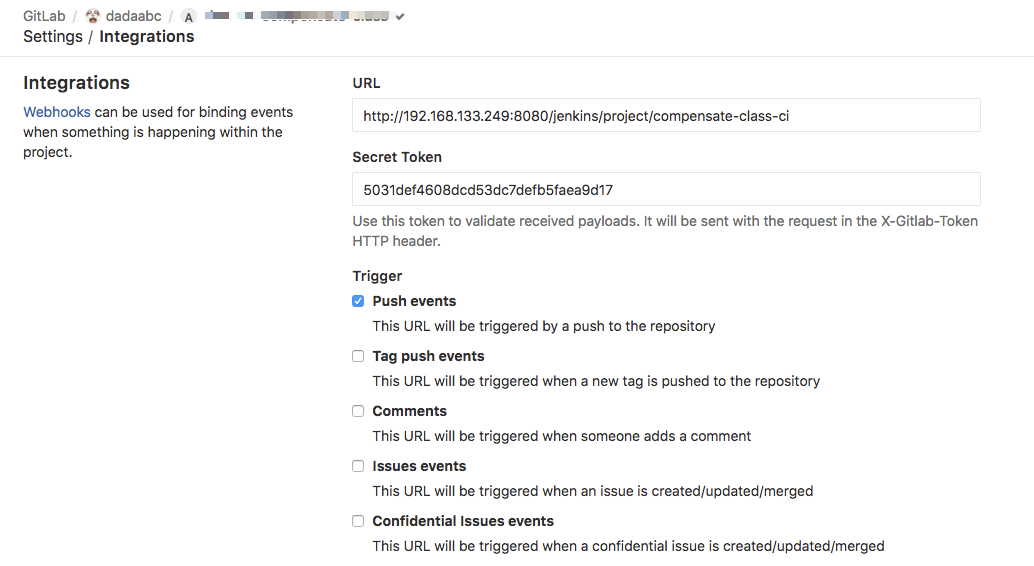 GitLab / dadaabc / A
Settings / Integrations
Integrations
Webhooks can be used for binding events
when something is happening within the
project.
URL
http://192.168.133.249:8080/jenkins/project/compensate-class-ci
Secret Token
5031def4608dcd53dc7defb5faea9d17
Use this token to validate received payloads. It will be sent with the request in the X-Gitlab-Token
HTTP header.
Trigger
Push events
This URL will be triggered by a push to the repository
Tag push events
This URL will be triggered when a new tag is pushed to the repository
Comments
This URL will be triggered when someone adds a comment
Issues events
This URL will be triggered when an issue is created/updated/merged
Confidential Issues events
This URL will be triggered when a confidential issue is created/updated/merged